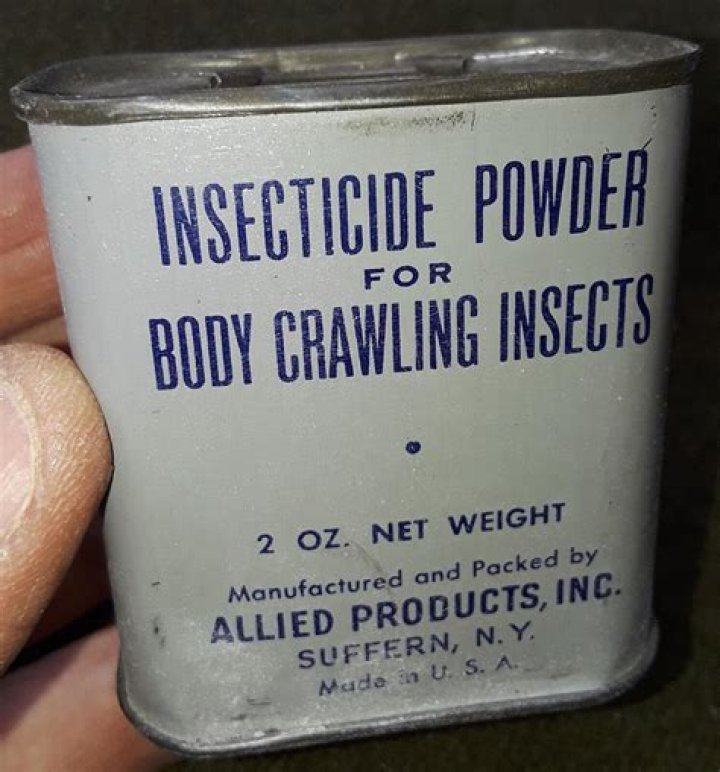 INSECTICIDE POWDER
FOR
BODY CRAWLING INSECTS
2 OZ. NET WEIGHT
Manufactured and Packed by
ALLIED PRODUCTS, INC.
SUFFERN, N. Y.
Made in U. S. A.